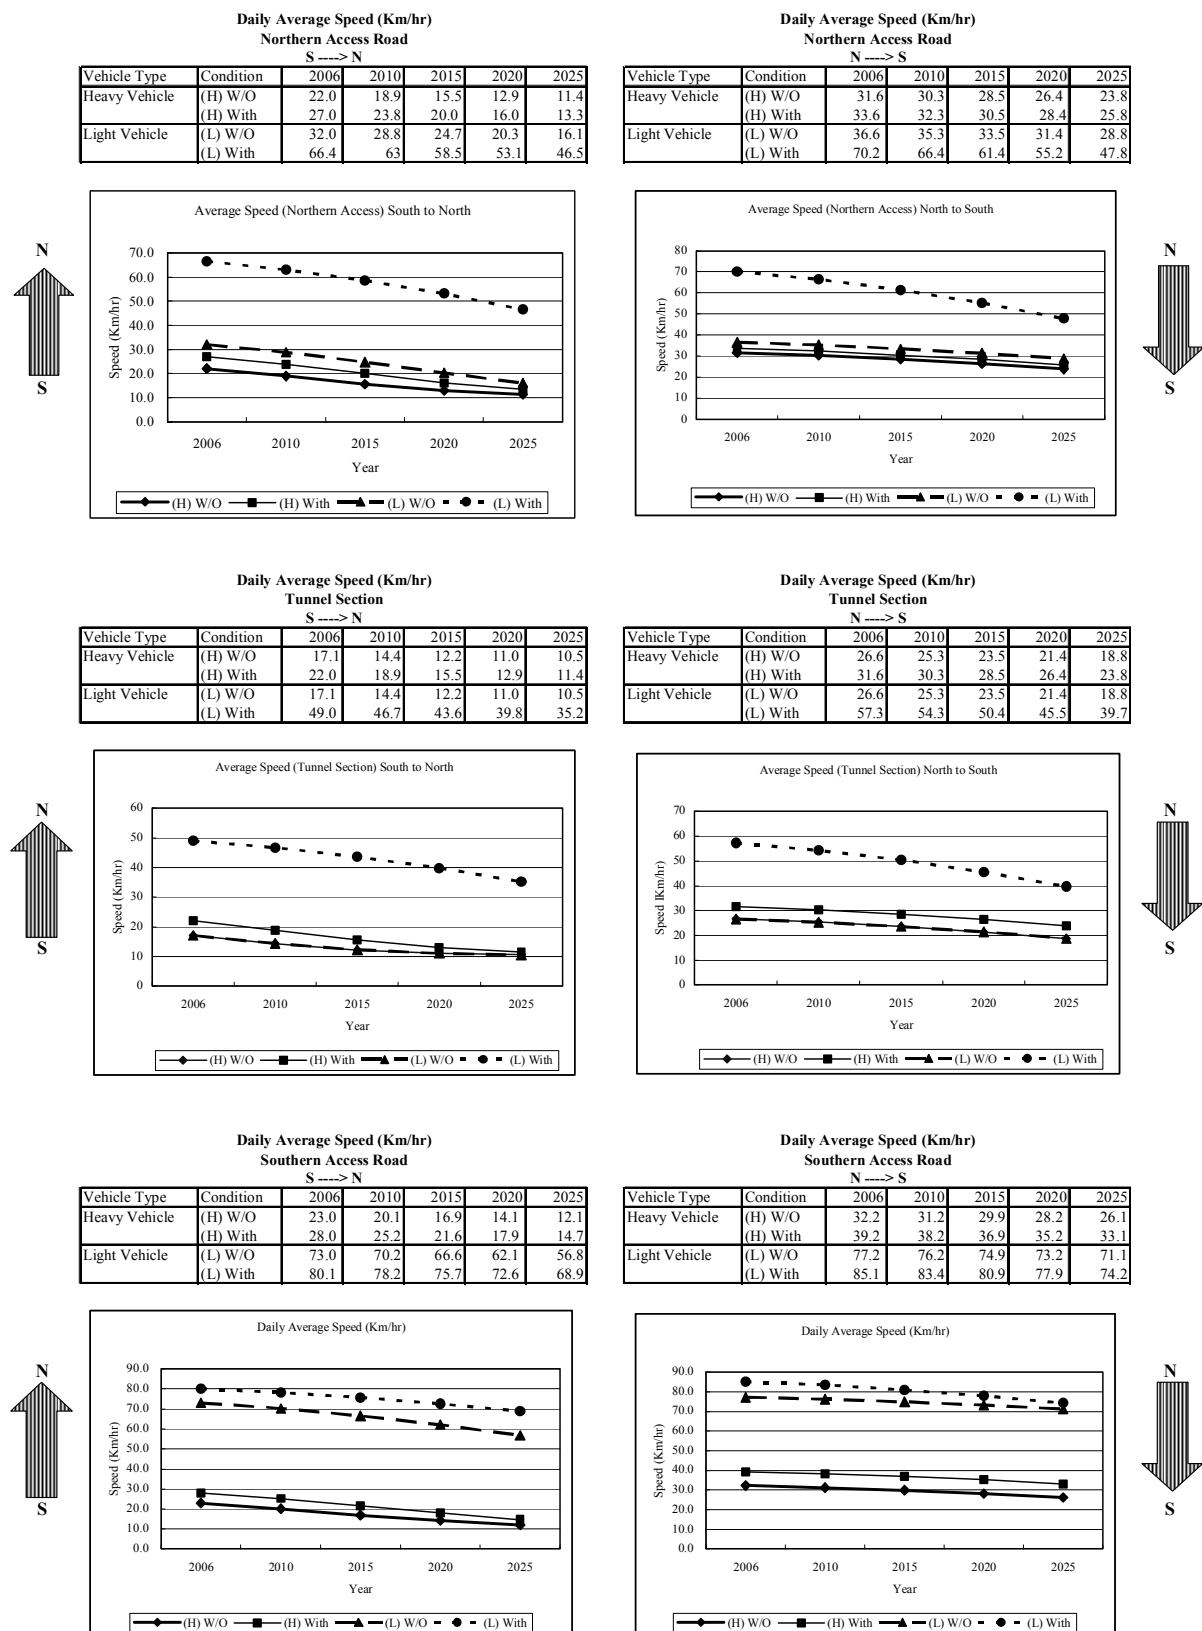 Daily Average Speed (Km/hr)
Northern Access Road
S ----> N
Vehicle Type Condition 2006 2010 2015 2020 2025
Heavy Vehicle (H) W/O 22.0 18.9 15.5 12.9 11.4
(H) With 27.0 23.8 20.0 16.0 13.3
Light Vehicle (L) W/O 32.0 28.8 24.7 20.3 16.1
(L) With 66.4 63 58.5 53.1 46.5
Daily Average Speed (Km/hr)
Northern Access Road
N ----> S
Vehicle Type Condition 2006 2010 2015 2020 2025
Heavy Vehicle (H) W/O 31.6 30.3 28.5 26.4 23.8
(H) With 33.6 32.3 30.5 28.4 25.8
Light Vehicle (L) W/O 36.6 35.3 33.5 31.4 28.8
(L) With 70.2 66.4 61.4 55.2 47.8
N
S
Average Speed (Northern Access) South to North
Speed (Km/hr)
70.0
60.0
50.0
40.0
30.0
20.0
10.0
0.0
2006 2010 2015 2020 2025
Year
(H) W/O (H) With (L) W/O (L) With
Average Speed (Northern Access) North to South
Speed (Km/hr)
80
70
60
50
40
30
20
10
0
2006 2010 2015 2020 2025
Year
(H) W/O (H) With (L) W/O (L) With
N
S
Daily Average Speed (Km/hr)
Tunnel Section
S ----> N
Vehicle Type Condition 2006 2010 2015 2020 2025
Heavy Vehicle (H) W/O 17.1 14.4 12.2 11.0 10.5
(H) With 22.0 18.9 15.5 12.9 11.4
Light Vehicle (L) W/O 17.1 14.4 12.2 11.0 10.5
(L) With 49.0 46.7 43.6 39.8 35.2
Daily Average Speed (Km/hr)
Tunnel Section
N ----> S
Vehicle Type Condition 2006 2010 2015 2020 2025
Heavy Vehicle (H) W/O 26.6 25.3 23.5 21.4 18.8
(H) With 31.6 30.3 28.5 26.4 23.8
Light Vehicle (L) W/O 26.6 25.3 23.5 21.4 18.8
(L) With 57.3 54.3 50.4 45.5 39.7
N
S
Average Speed (Tunnel Section) South to North
Speed (Km/hr)
60
50
40
30
20
10
0
2006 2010 2015 2020 2025
Year
(H) W/O (H) With (L) W/O (L) With
Average Speed (Tunnel Section) North to South
Speed IKm/hr)
70
60
50
40
30
20
10
0
2006 2010 2015 2020 2025
Year
(H) W/O (H) With (L) W/O (L) With
N
S
Daily Average Speed (Km/hr)
Southern Access Road
S ----> N
Vehicle Type Condition 2006 2010 2015 2020 2025
Heavy Vehicle (H) W/O 23.0 20.1 16.9 14.1 12.1
(H) With 28.0 25.2 21.6 17.9 14.7
Light Vehicle (L) W/O 73.0 70.2 66.6 62.1 56.8
(L) With 80.1 78.2 75.7 72.6 68.9
Daily Average Speed (Km/hr)
Southern Access Road
N ----> S
Vehicle Type Condition 2006 2010 2015 2020 2025
Heavy Vehicle (H) W/O 32.2 31.2 29.9 28.2 26.1
(H) With 39.2 38.2 36.9 35.2 33.1
Light Vehicle (L) W/O 77.2 76.2 74.9 73.2 71.1
(L) With 85.1 83.4 80.9 77.9 74.2
N
S
Daily Average Speed (Km/hr)
Speed (Km/hr)
90.0
80.0
70.0
60.0
50.0
40.0
30.0
20.0
10.0
0.0
2006 2010 2015 2020 2025
Year
(H) W/O (H) With (L) W/O (L) With
Daily Average Speed (Km/hr)
Speed (Km/hr)
90.0
80.0
70.0
60.0
50.0
40.0
30.0
20.0
10.0
0.0
2006 2010 2015 2020 2025
Year
(H) W/O (H) With (L) W/O (L) With
N
S